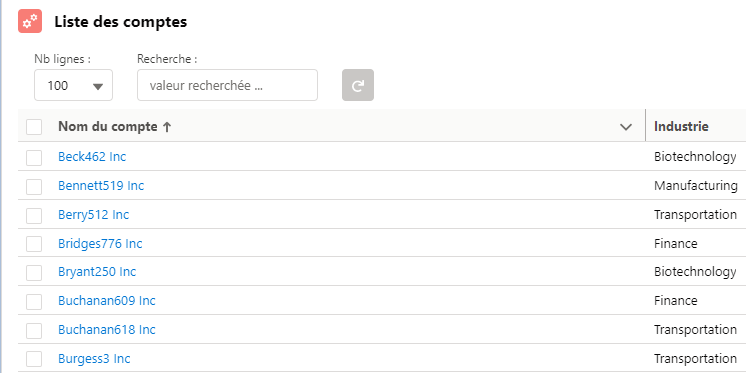 Liste des comptes
Nb lignes : Recherche :
100 valeur recherchée ...
Nom du compte Industrie
Beck462 Inc Biotechnology
Bennett519 Inc Manufacturing
Berry512 Inc Transportation
Bridges776 Inc Finance
Bryant250 Inc Biotechnology
Buchanan609 Inc Finance
Buchanan618 Inc Transportation
Burgess3 Inc Transportation